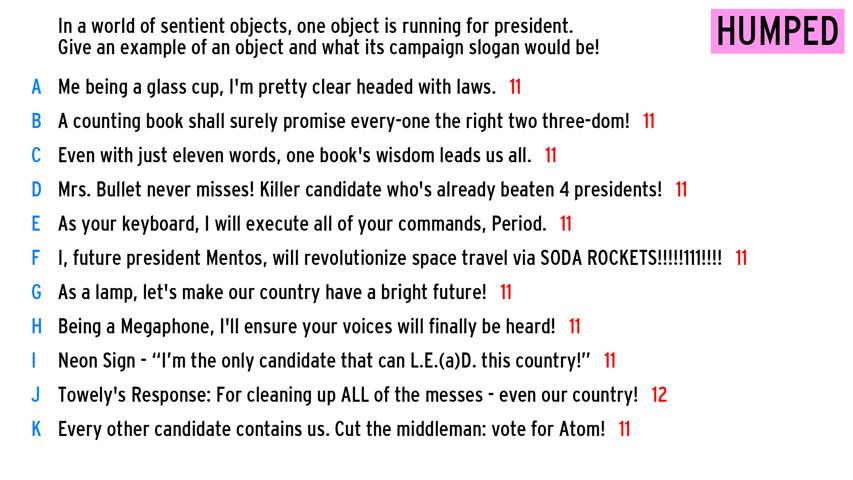 In a world of sentient objects, one object is running for president.
Give an example of an object and what its campaign slogan would be!
HUMPED
A Me being a glass cup, I'm pretty clear headed with laws. 11
B A counting book shall surely promise every-one the right two three-dom! 11
C Even with just eleven words, one book's wisdom leads us all. 11
D Mrs. Bullet never misses! Killer candidate who's already beaten 4 presidents! 11
E As your keyboard, I will execute all of your commands, Period. 11
F I, future president Mentos, will revolutionize space travel via SODA ROCKETS!!!!!111!!!! 11
G As a lamp, let's make our country have a bright future! 11
H Being a Megaphone, I'll ensure your voices will finally be heard! 11
I Neon Sign - “I’m the only candidate that can L.E.(a)D. this country!” 11
J Towely's Response: For cleaning up ALL of the messes - even our country! 12
K Every other candidate contains us. Cut the middleman: vote for Atom! 11